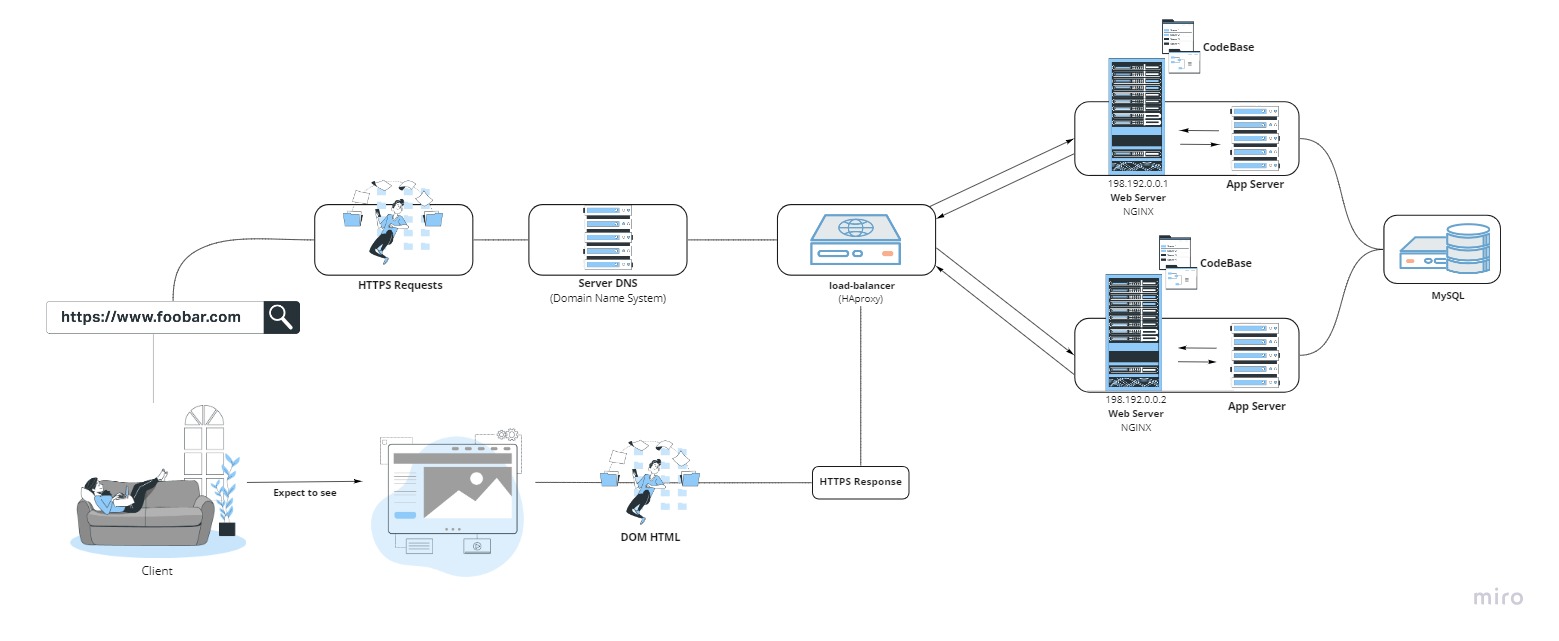 CodeBase
198.192.0.0.1
Web Server
NGINX
App Server
HTTPS Requests
Server DNS
(Domain Name System)
load-balancer
(HAproxy)
CodeBase
MySQL
https://www.foobar.com
198.192.0.0.2
Web Server
NGINX
App Server
Expect to see
HTTPS Response
DOM HTML
Client
miro